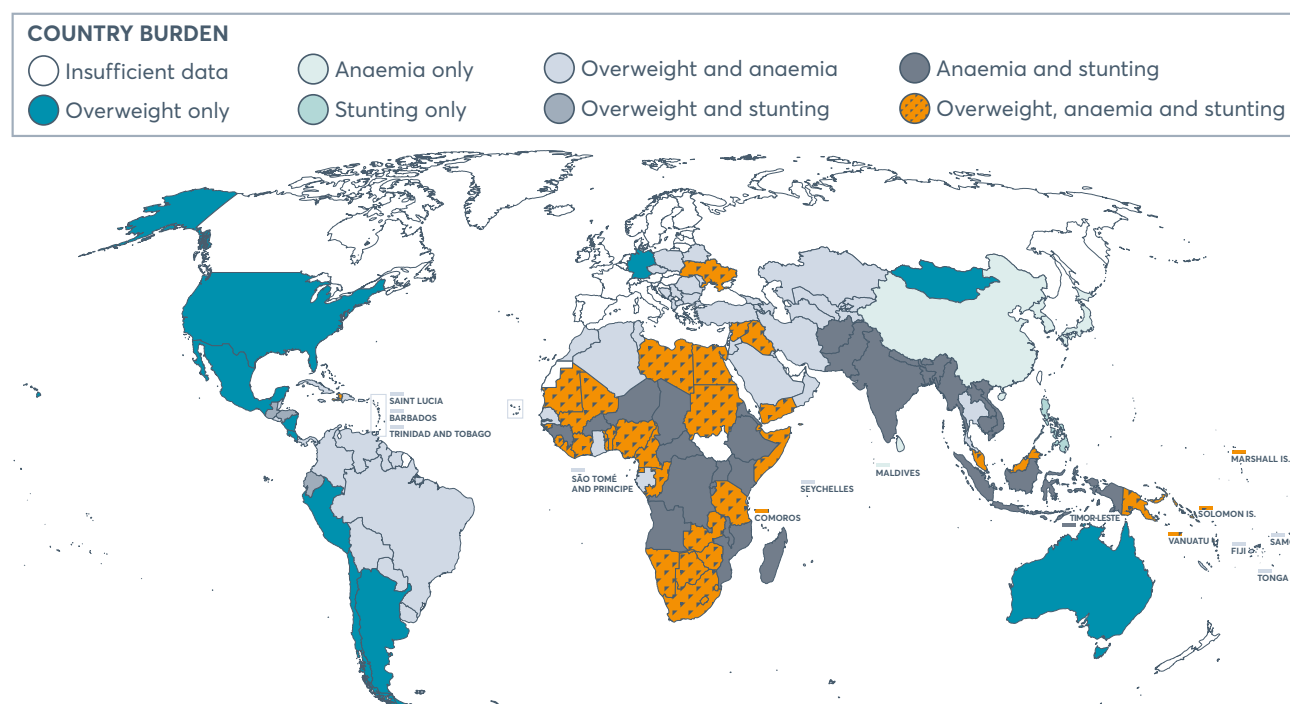 COUNTRY BURDEN
Insufficient data
Anaemia only
Overweight and anaemia
Anaemia and stunting
Overweight only
Stunting only
Overweight and stunting
Overweight, anaemia and stunting
SAINT LUCIA
BARBADOS
TRINIDAD AND TOBAGO
SÃO TOMÉ
AND PRINCIPE
SEYCHELLES
COMOROS
MALDIVES
MARSHALL IS.
TIMOR-LESTE
SOLOMON IS.
VANUATU
FIJI
SAM
TONGA